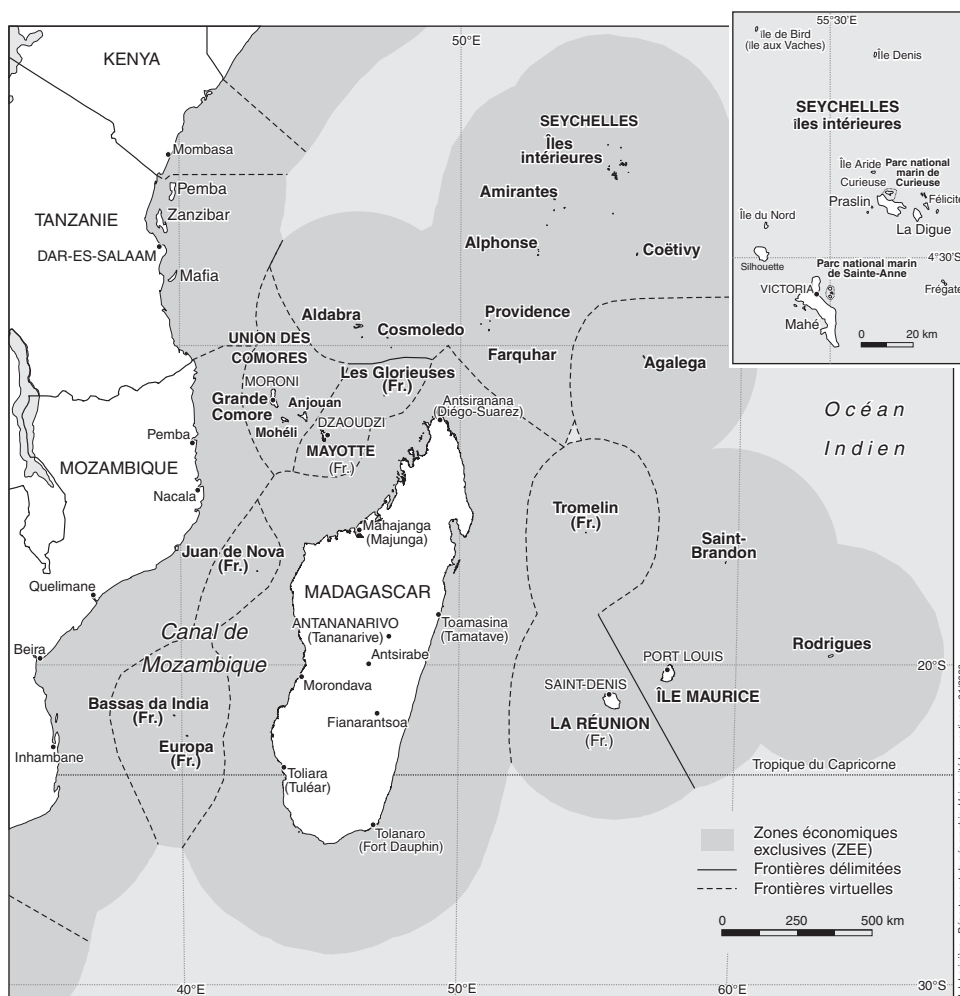 50°E
KENYA
Mombasa
Pemba
TANZANIE
Zanzibar
DAR-ES-SALAAM
Mafia
SEYCHELLES
Îles
intérieures
Amirantes
Alphonse
Coëtivy
Aldabra
Cosmoledo
Providence
Farquhar
Agalega
UNION DES
COMORES
MORONI
Grande
Comore
Anjouan
Mohéli
DZAOUDZI
MAYOTTE
(Fr.)
Les Glorieuses
(Fr.)
Antsiranana
(Diégo-Suarez)
Océan
Indien
Pemba
MOZAMBIQUE
Nacala
Quelimane
Beira
Inhambane
Juan de Nova
(Fr.)
Canal de
Mozambique
Bassas da India
(Fr.)
Europa
(Fr.)
Mahajanga
(Majunga)
MADAGASCAR
ANTANANARIVO
(Tananarive)
Toamasina
(Tamatave)
Antsirabe
Morondava
Fianarantsoa
Toliara
(Tuléar)
Tolanaro
(Fort Dauphin)
Tromelin
(Fr.)
Saint-
Brandon
Rodrigues
20°S
PORT LOUIS
ÎLE MAURICE
SAINT-DENIS
LA RÉUNION
(Fr.)
Tropique du Capricorne
Zones économiques
exclusives (ZEE)
Frontières délimitées
Frontières virtuelles
0 250 500 km
40°E
50°E
60°E
30°S
55°30'E
île de Bird
(île aux Vaches)
Île Denis
SEYCHELLES
îles intérieures
Île Aride
Parc national
marin de
Curieuse
Curieuse
Praslin
Félicité
La Digue
Île du Nord
Silhouette
4°30'S
Parc national marin
de Sainte-Anne
VICTORIA
Frégate
Mahé
0 20 km